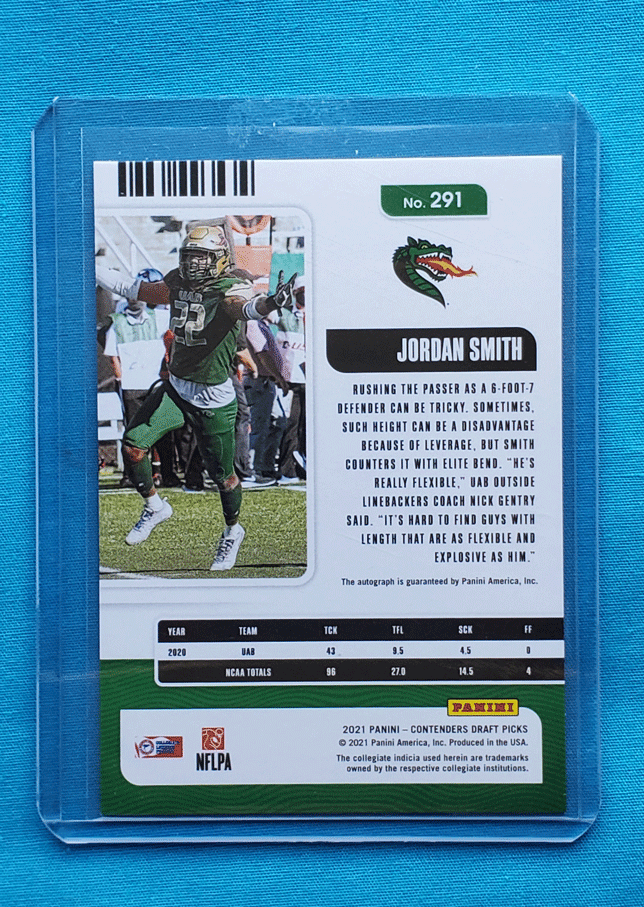 No. 291
UAB
22
JORDAN SMITH
RUSHING THE PASSER AS A 6-FOOT-7
DEFENDER CAN BE TRICKY. SOMETIMES,
SUCH HEIGHT CAN BE A DISADVANTAGE
BECAUSE OF LEVERAGE, BUT SMITH
COUNTERS IT WITH ELITE BEND. “HE’S
REALLY FLEXIBLE,” UAB OUTSIDE
LINEBACKERS COACH NICK GENTRY
SAID. “IT’S HARD TO FIND GUYS WITH
LENGTH THAT ARE AS FLEXIBLE AND
EXPLOSIVE AS HIM.”
The autograph is guaranteed by Panini America, Inc.
YEAR TEAM TCK TFL SCK FF
2020 UAB 43 9.5 4.5 0
NCAA TOTALS 96 27.0 14.5 4
PANINI
2021 PANINI – CONTENDERS DRAFT PICKS
© 2021 Panini America, Inc. Produced in the USA.
The collegiate indicia used herein are trademarks
owned by the respective collegiate institutions.
NFLPA